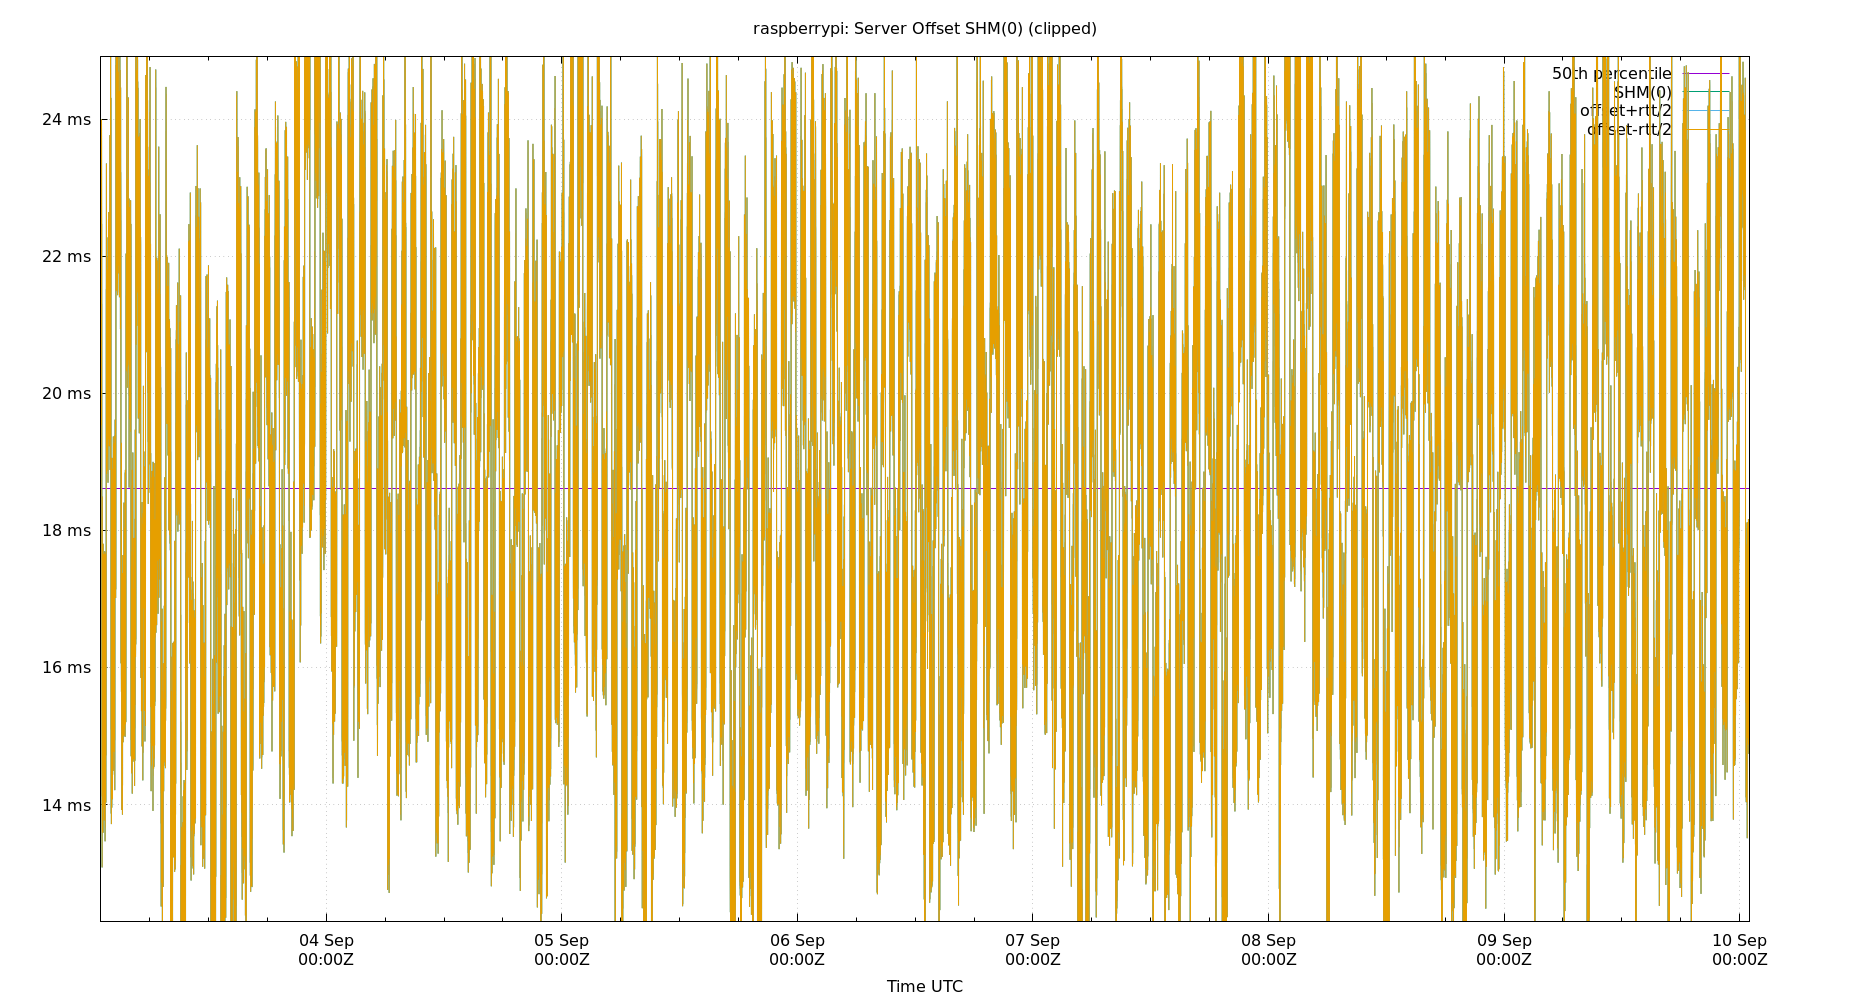 raspberrypi: Server Offset SHM(0) (clipped)
50th percentile
SHM(0)
offset+rtt/2
offset-rtt/2
24 ms
22 ms
20 ms
18 ms
16 ms
14 ms
04 Sep 05 Sep 06 Sep 07 Sep 08 Sep 09 Sep 10 Sep
00:00Z 00:00Z 00:00Z 00:00Z 00:00Z 00:00Z 00:00Z
Time UTC